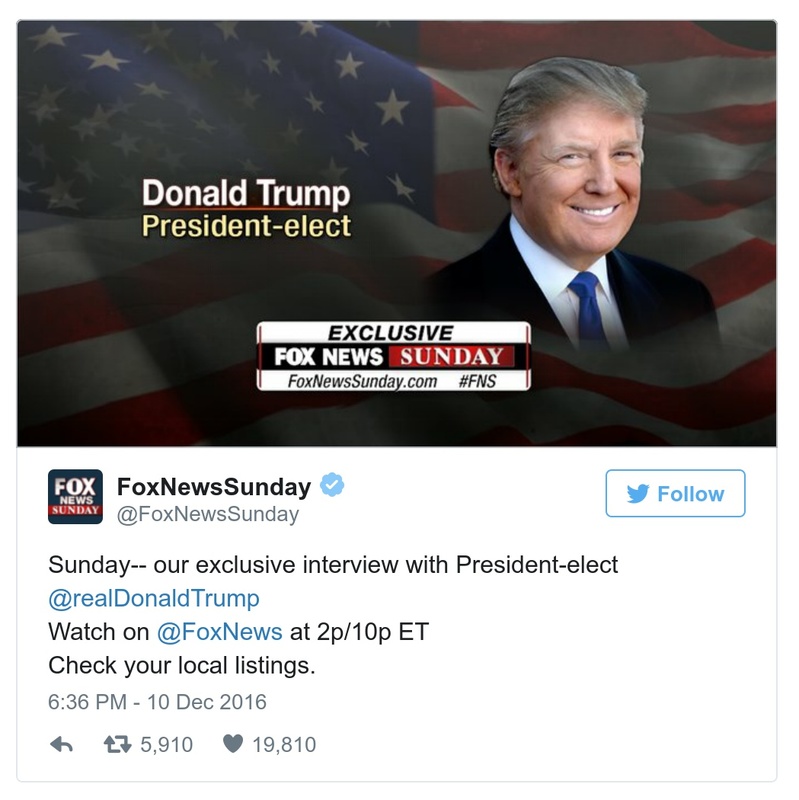 Donald Trump
President-elect
EXCLUSIVE
FOX NEWS SUNDAY
FoxNewsSunday.com #FNS
FOX
NEWS
SUNDAY
FoxNewsSunday
@FoxNewsSunday
Follow
Sunday-- our exclusive interview with President-elect
@realDonaldTrump
Watch on @FoxNews at 2p/10p ET
Check your local listings.
6:36 PM - 10 Dec 2016
5,910 19,810